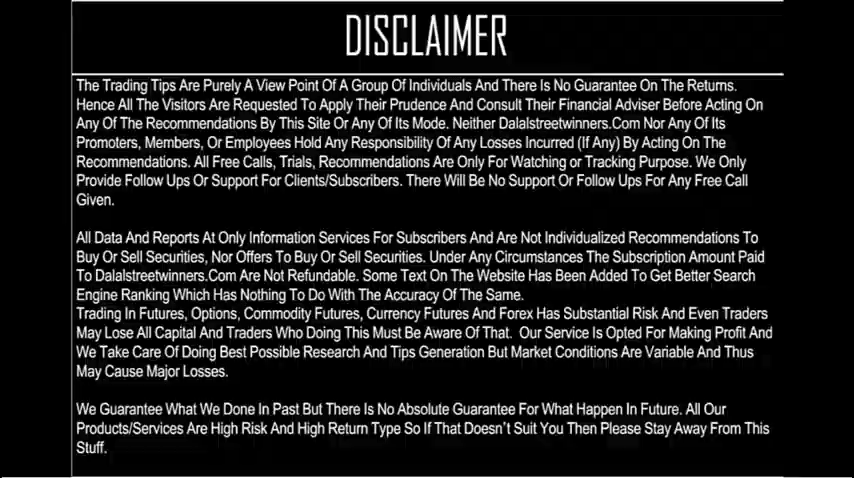 DISCLAIMER
The Trading Tips Are Purely A View Point Of A Group Of Individuals And There Is No Guarantee On The Returns.
Hence All The Visitors Are Requested To Apply Their Prudence And Consult Their Financial Adviser Before Acting On
Any Of The Recommendations By This Site Or Any Of Its Mode. Neither Dalalstreetwinners.Com Nor Any Of Its
Promoters, Members, Or Employees Hold Any Responsibility Of Any Losses Incurred (If Any) By Acting On The
Recommendations. All Free Calls, Trials, Recommendations Are Only For Watching or Tracking Purpose. We Only
Provide Follow Ups Or Support For Clients/Subscribers. There Will Be No Support Or Follow Ups For Any Free Call
Given.
All Data And Reports At Only Information Services For Subscribers And Are Not Individualized Recommendations To
Buy Or Sell Securities, Nor Offers To Buy Or Sell Securities. Under Any Circumstances The Subscription Amount Paid
To Dalalstreetwinners.Com Are Not Refundable. Some Text On The Website Has Been Added To Get Better Search
Engine Ranking Which Has Nothing To Do With The Accuracy Of The Same.
Trading In Futures, Options, Commodity Futures, Currency Futures And Forex Has Substantial Risk And Even Traders
May Lose All Capital And Traders Who Doing This Must Be Aware Of That. Our Service Is Opted For Making Profit And
We Take Care Of Doing Best Possible Research And Tips Generation But Market Conditions Are Variable And Thus
May Cause Major Losses.
We Guarantee What We Done In Past But There Is No Absolute Guarantee For What Happen In Future. All Our
Products/Services Are High Risk And High Return Type So If That Doesn't Suit You Then Please Stay Away From This
Stuff.